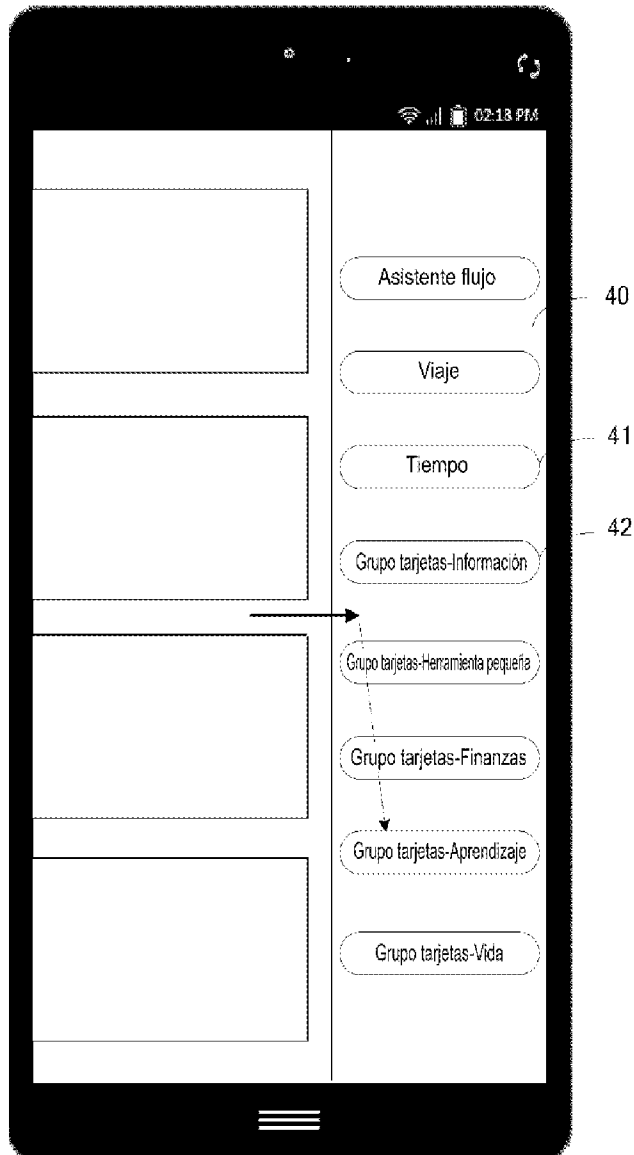 02:18 PM
Asistente flujo
40
Viaje
Tiempo
41
Grupo tarjetas-Información
42
Grupo tarjetas-Herramienta pequeña
Grupo tarjetas-Finanzas
Grupo tarjetas-Aprendizaje
Grupo tarjetas-Vida